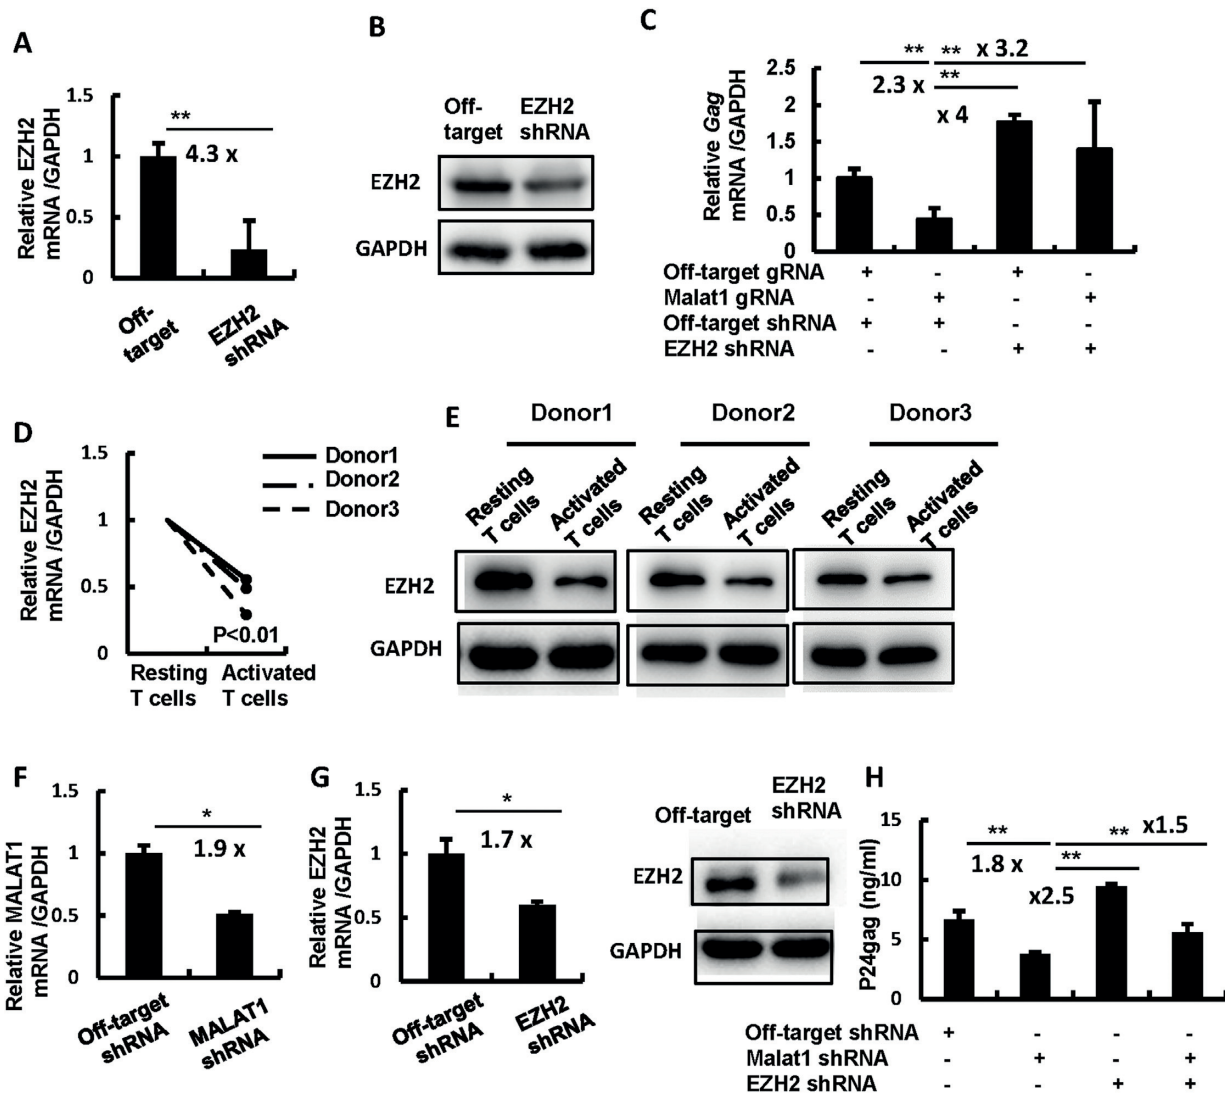 A
Relative EZH2
mRNA /GAPDH
1.5
1
0.5
0
**
4.3 x
Off-
target
EZH2
shRNA
B
Off-
target
EZH2
shRNA
EZH2
GAPDH
C
Relative Gag
mRNA /GAPDH
2.5
2
1.5
1
0.5
0
** ** x 3.2
2.3 x **
x 4
Off-target gRNA + - + -
Malat1 gRNA - + - +
Off-target shRNA + + - -
EZH2 shRNA - - + +
D
Relative EZH2
mRNA /GAPDH
1.5
1
0.5
0
Donor1
Donor2
Donor3
P<0.01
Resting
T cells
Activated
T cells
E
Donor1 Donor2 Donor3
Resting
T cells
Activated
T cells
Resting
T cells
Activated
T cells
Resting
T cells
Activated
T cells
EZH2
GAPDH
F
Relative MALAT1
mRNA /GAPDH
1.5
1
0.5
0
*
1.9 x
Off-target
shRNA
MALAT1
shRNA
G
Relative EZH2
mRNA /GAPDH
1.5
1
0.5
0
*
1.7 x
Off-target
shRNA
EZH2
shRNA
Off-target
EZH2
shRNA
EZH2
GAPDH
H
P24gag (ng/ml)
15
10
5
0
** ** x1.5
1.8 x **
x2.5
Off-target shRNA + - - -
Malat1 shRNA - + - +
EZH2 shRNA - - + +